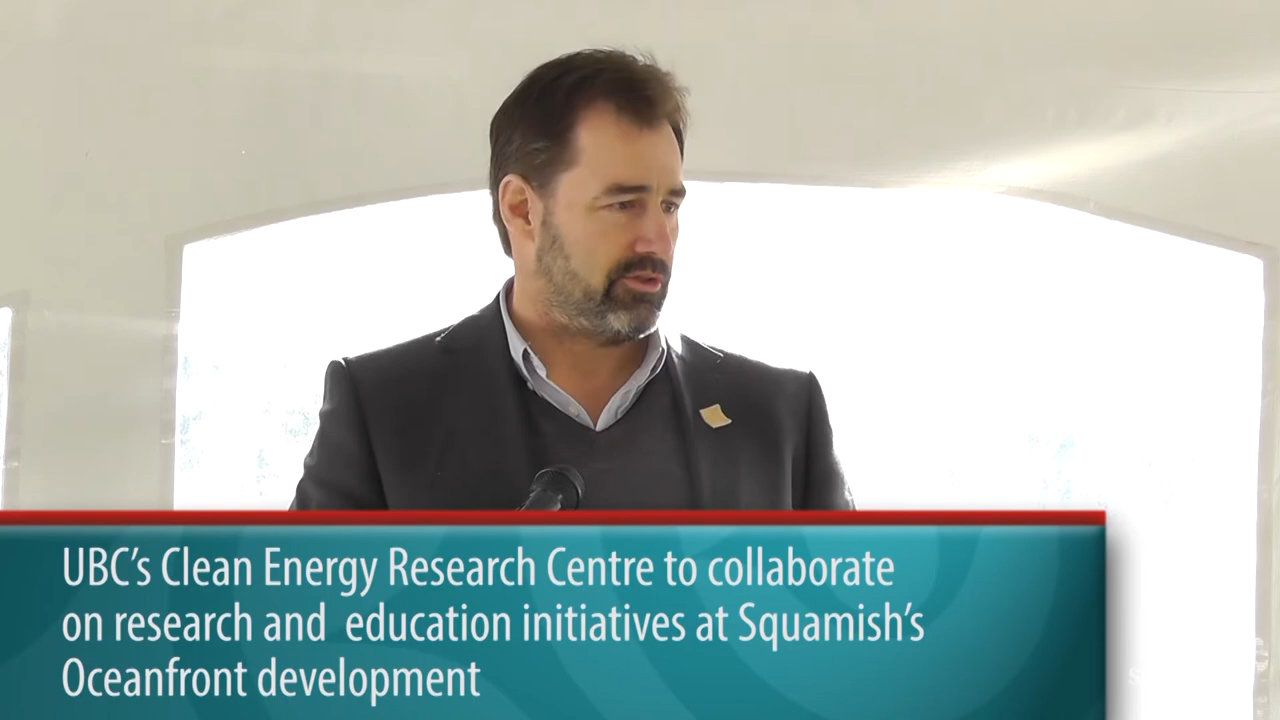 UBC's Clean Energy Research Centre to collaborate
on research and  education initiatives at Squamish's
Oceanfront development